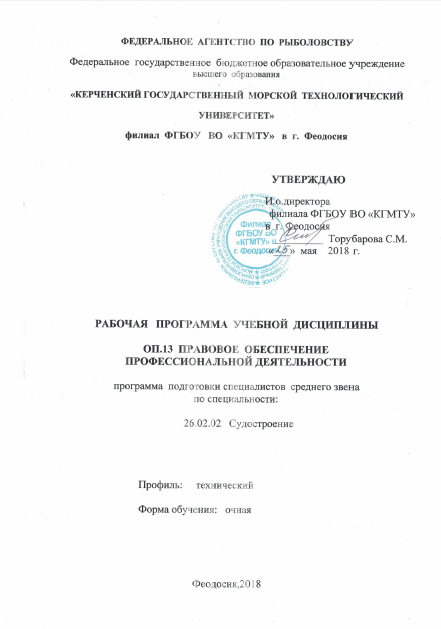 ФЕДЕРАЛЬНОЕ АГЕНТСТВО ПО РЫБОЛОВСТВУ
Федеральное государственное бюджетное образовательное учреждение
высшего образования
«КЕРЧЕНСКИЙ ГОСУДАРСТВЕННЫЙ МОРСКОЙ ТЕХНОЛОГИЧЕСКИЙ
УНИВЕРСИТЕТ»
филиал ФГБОУ ВО «КГМТУ» в г. Феодосия
УТВЕРЖДАЮ
И.о.директора
филиала ФГБОУ ВО «КГМТУ»
в г. Феодосия
Торубарова С.М.
«25» мая 2018 г.
Филиал
ФГБОУ ВО
«КГМТУ» в
г. Феодосия
РАБОЧАЯ ПРОГРАММА УЧЕБНОЙ ДИСЦИПЛИНЫ
ОП.13 ПРАВОВОЕ ОБЕСПЕЧЕНИЕ
ПРОФЕССИОНАЛЬНОЙ ДЕЯТЕЛЬНОСТИ
программа подготовки специалистов среднего звена
по специальности:
26.02.02 Судостроение
Профиль: технический
Форма обучения: очная
Феодосия,2018